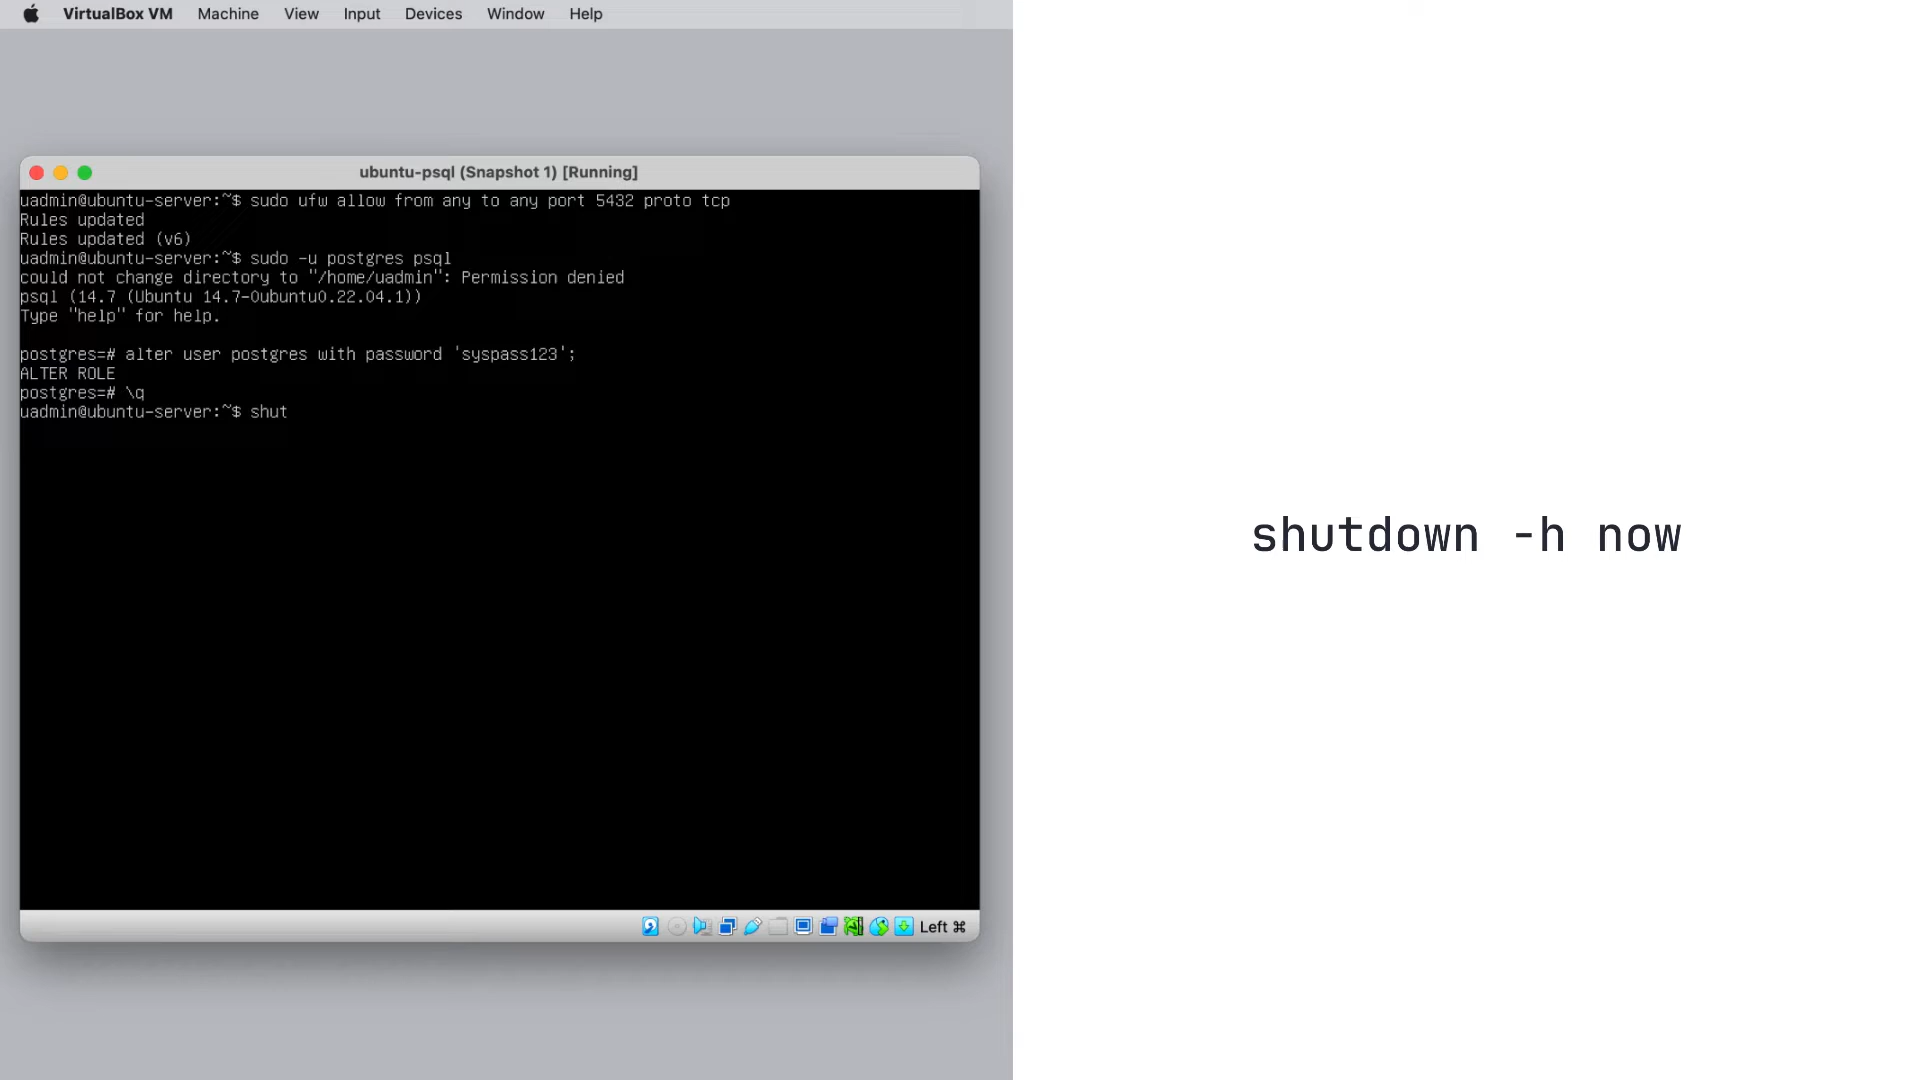 VirtualBox VM Machine View Input Devices Window Help
ubuntu-psql (Snapshot 1) [Running]
uadmin@ubuntu-server:~$ sudo ufw allow from any to any port 5432 proto tcp
Rules updated
Rules updated (v6)
uadmin@ubuntu-server:~$ sudo -u postgres psql
could not change directory to "/home/uadmin": Permission denied
psql (14.7 (Ubuntu 14.7-0ubuntu0.22.04.1))
Type "help" for help.
postgres=# alter user postgres with password 'syspass123';
ALTER ROLE
postgres=# \q
uadmin@ubuntu-server:~$ shut
Left ⌘
shutdown -h now